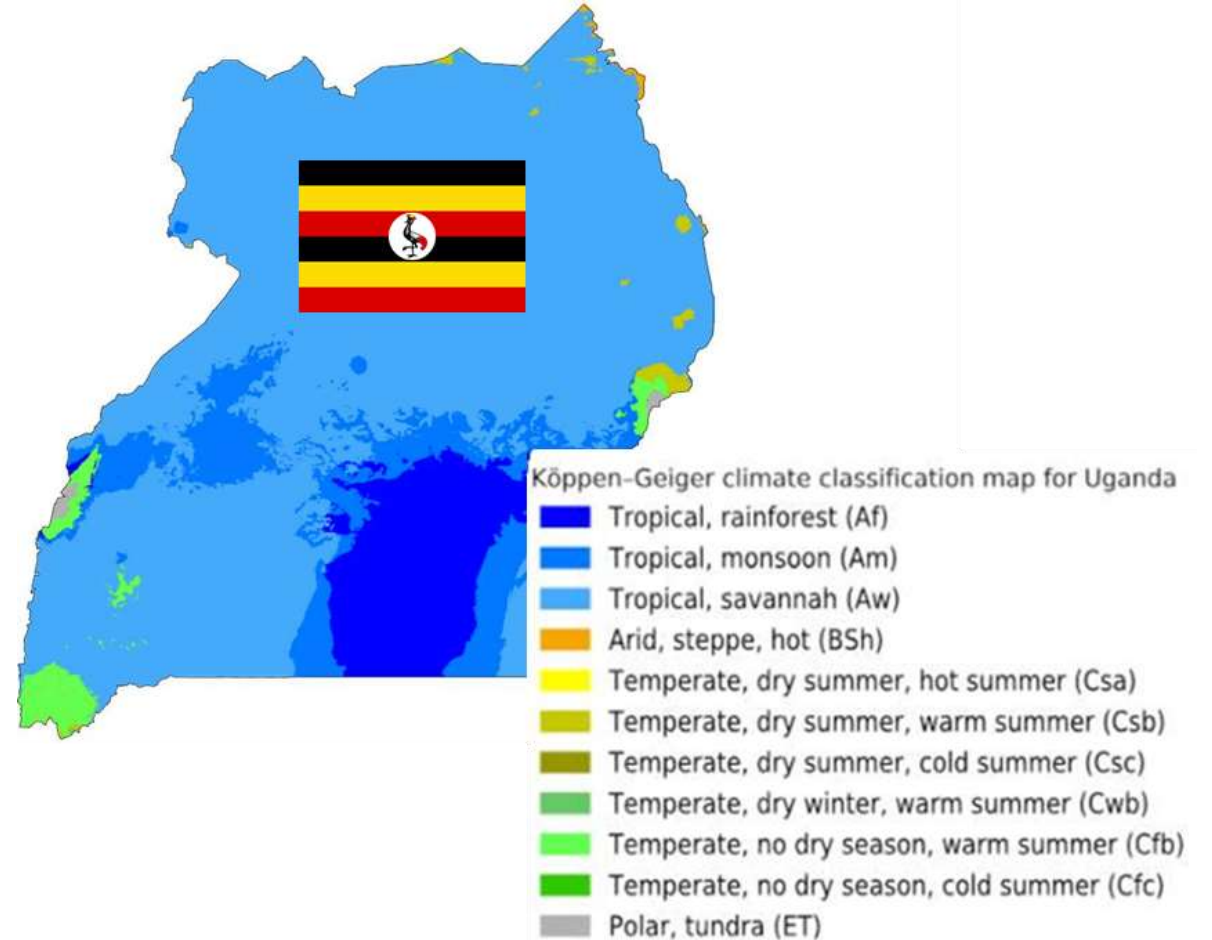 Köppen–Geiger climate classification map for Uganda
Tropical, rainforest (Af)
Tropical, monsoon (Am)
Tropical, savannah (Aw)
Arid, steppe, hot (BSh)
Temperate, dry summer, hot summer (Csa)
Temperate, dry summer, warm summer (Csb)
Temperate, dry summer, cold summer (Csc)
Temperate, dry winter, warm summer (Cwb)
Temperate, no dry season, warm summer (Cfb)
Temperate, no dry season, cold summer (Cfc)
Polar, tundra (ET)